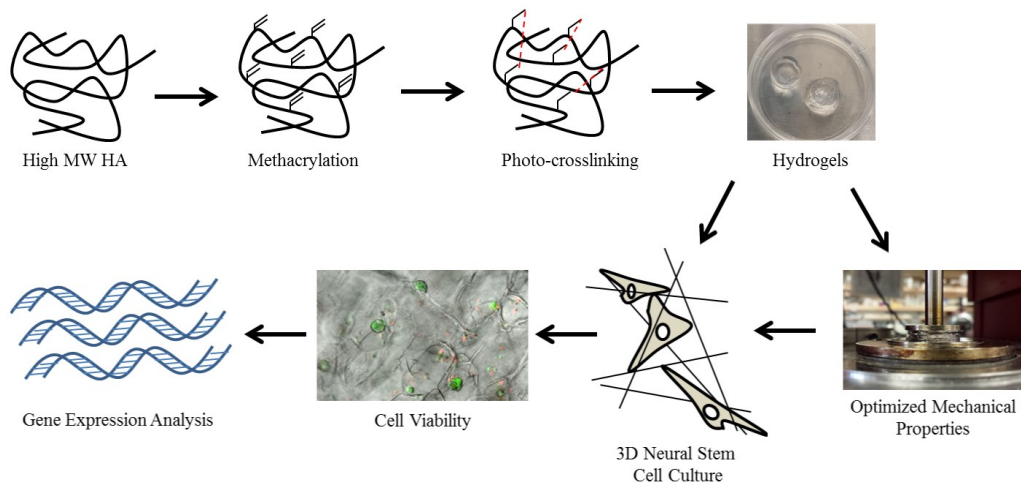 High MW HA
Methacrylation
Photo-crosslinking
Hydrogels
Gene Expression Analysis
Cell Viability
3D Neural Stem
Cell Culture
Optimized Mechanical
Properties